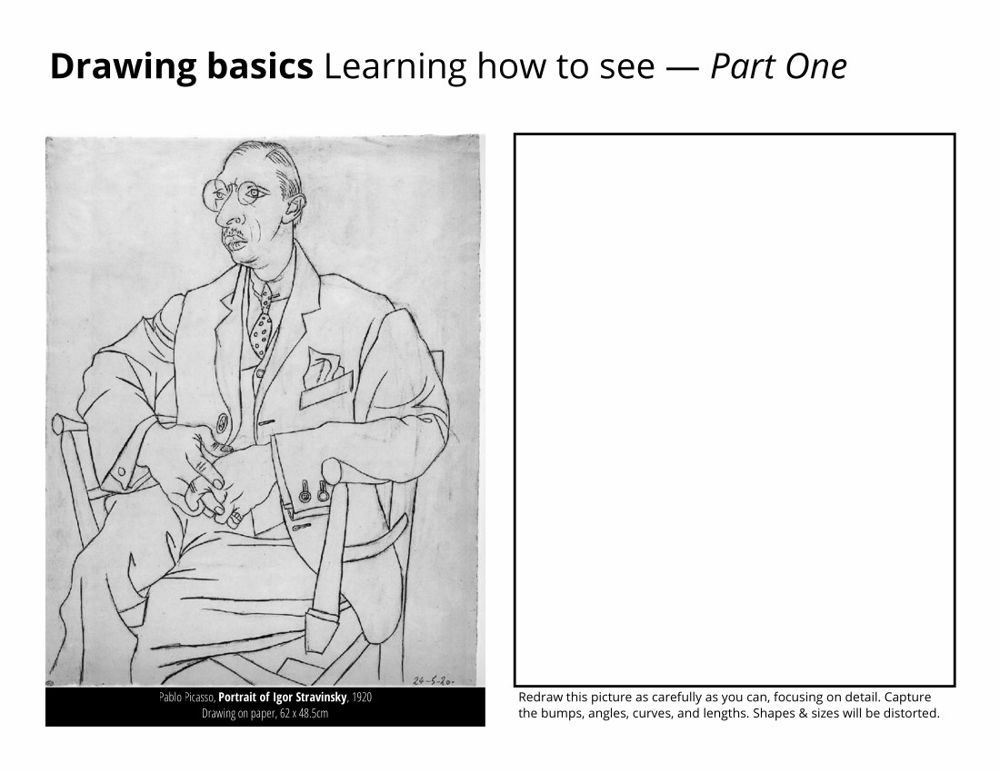 Drawing basics Learning how to see — Part One
24-5-20.
Pablo Picasso, Portrait of Igor Stravinsky, 1920
Drawing on paper, 62 x 48.5cm
Redraw this picture as carefully as you can, focusing on detail. Capture
the bumps, angles, curves, and lengths. Shapes & sizes will be distorted.